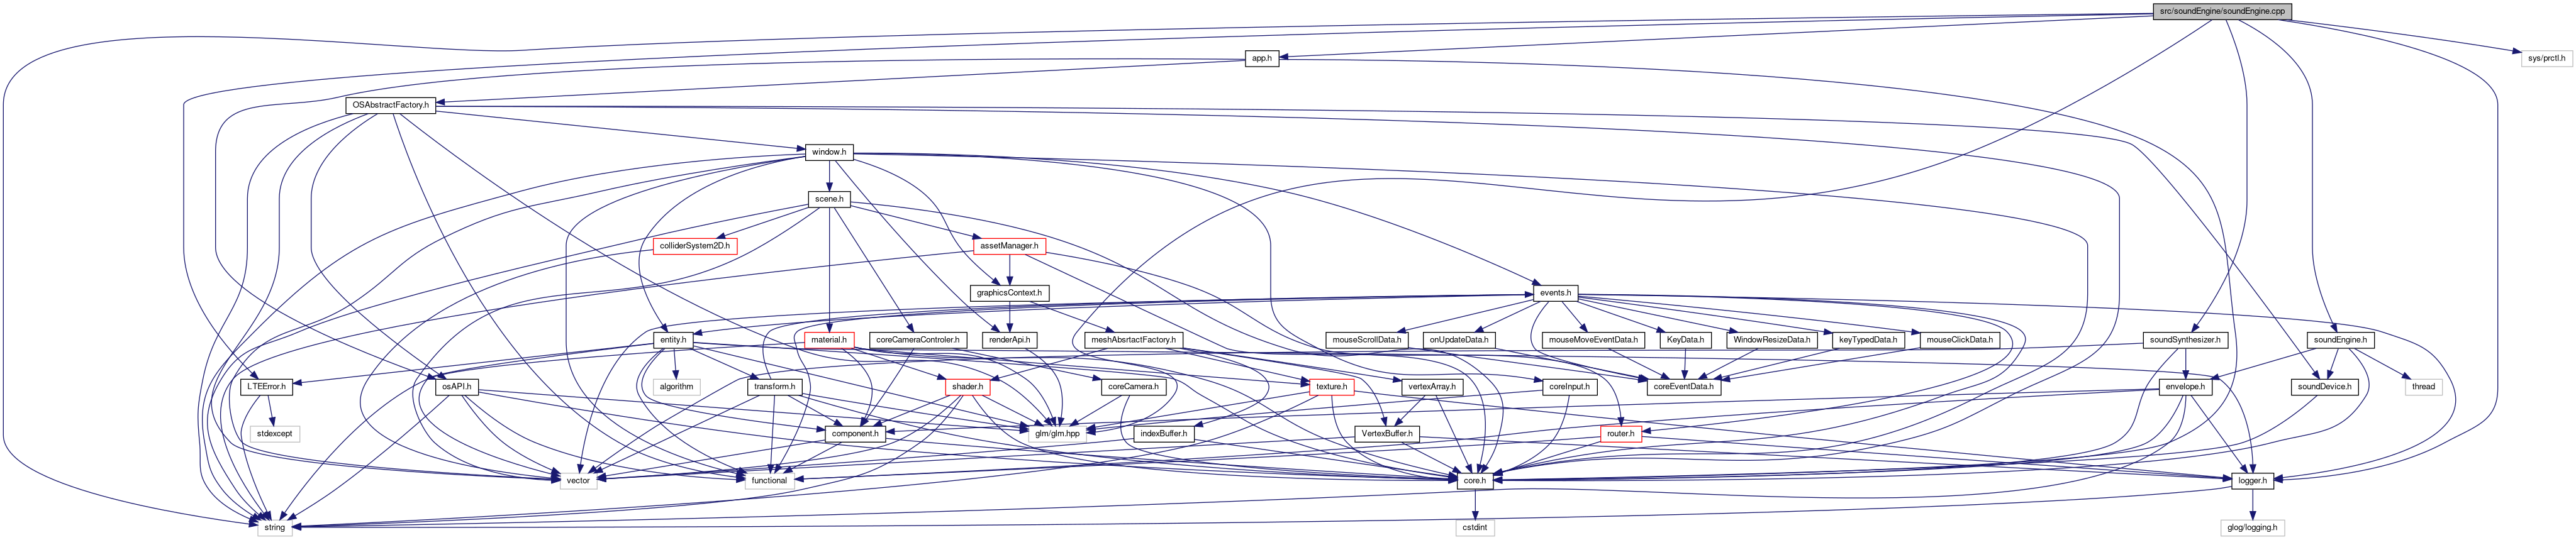 src/soundEngine/soundEngine.cpp
app.h
sys/prctl.h
OSAbstractFactory.h
window.h
scene.h
colliderSystem2D.h
assetManager.h
graphicsContext.h
events.h
entity.h
material.h
coreCameraControler.h
renderApi.h
meshAbsrtactFactory.h
mouseScrollData.h
onUpdateData.h
mouseMoveEventData.h
KeyData.h
WindowResizeData.h
keyTypedData.h
mouseClickData.h
soundSynthesizer.h
soundEngine.h
LTEError.h
osAPI.h
algorithm
transform.h
shader.h
coreCamera.h
texture.h
vertexArray.h
coreInput.h
coreEventData.h
envelope.h
soundDevice.h
thread
stdexcept
component.h
glm/glm.hpp
indexBuffer.h
VertexBuffer.h
router.h
vector
functional
core.h
logger.h
string
cstdint
glog/logging.h